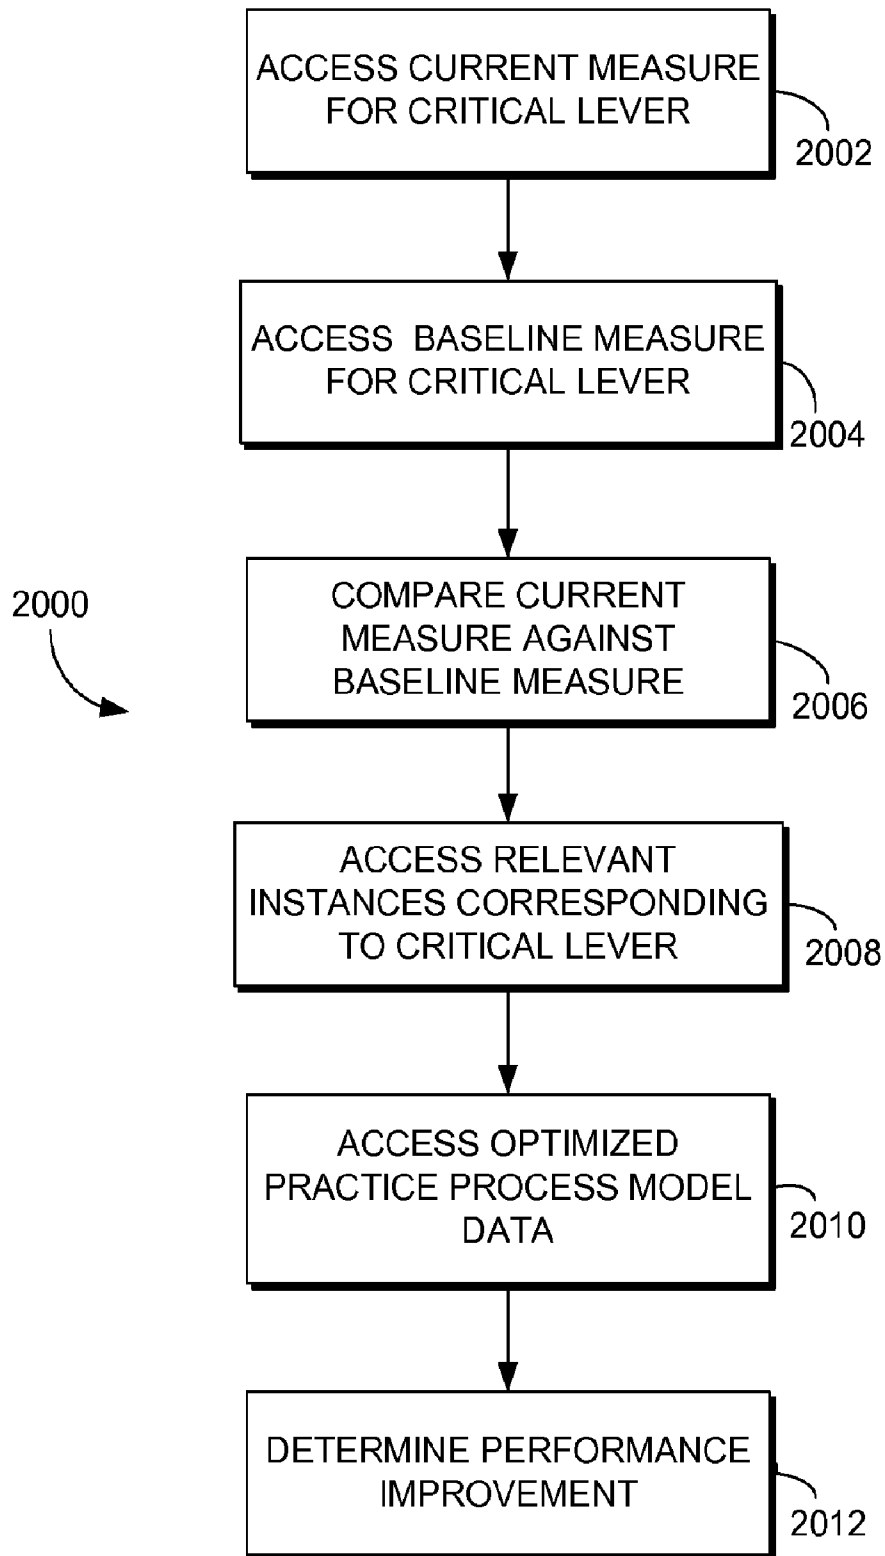 ACCESS CURRENT MEASURE
FOR CRITICAL LEVER
2002
ACCESS BASELINE MEASURE
FOR CRITICAL LEVER
2004
2000
COMPARE CURRENT
MEASURE AGAINST
BASELINE MEASURE
2006
ACCESS RELEVANT
INSTANCES CORRESPONDING
TO CRITICAL LEVER
2008
ACCESS OPTIMIZED
PRACTICE PROCESS MODEL
DATA
2010
DETERMINE PERFORMANCE
IMPROVEMENT
2012